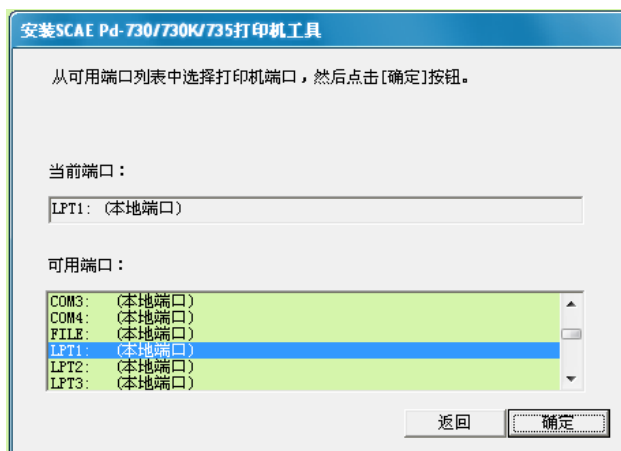 安装SCAE Pd-730/730K/735打印机工具
从可用端口列表中选择打印机端口，然后点击[确定]按钮。
当前端口：
LPT1: (本地端口)
可用端口：
COM3: (本地端口)
COM4: (本地端口)
FILE: (本地端口)
LPT1: (本地端口)
LPT2: (本地端口)
LPT3: (本地端口)
返回 确定